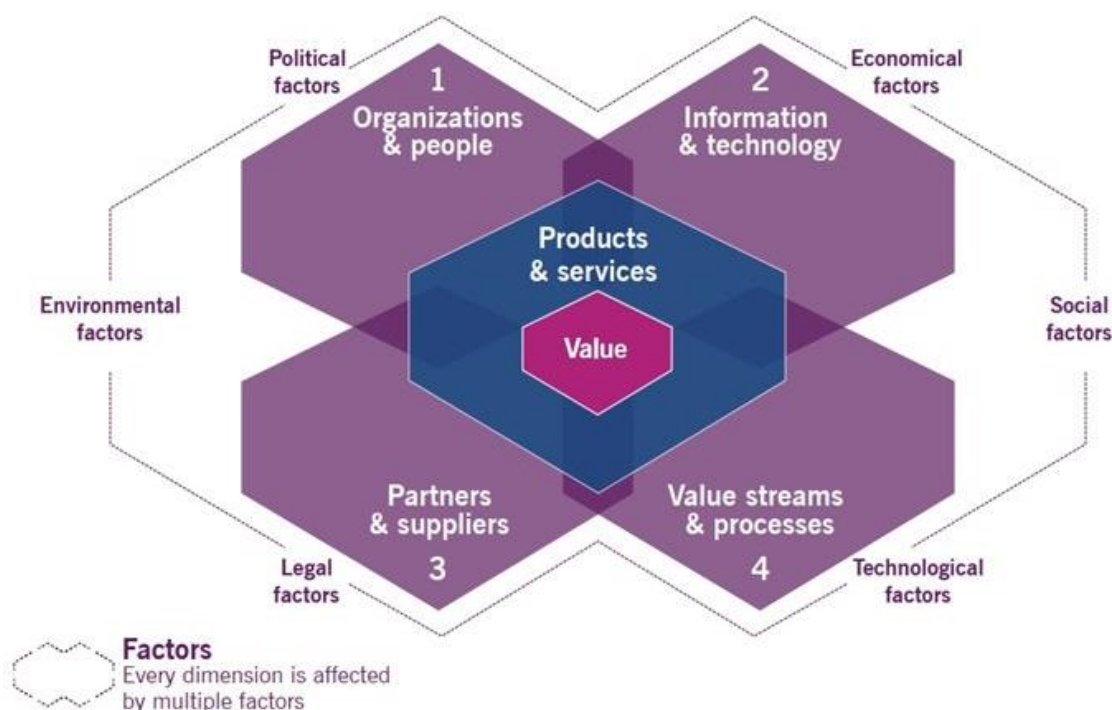 Political
factors
Economical
factors
1
Organizations
& people
2
Information
& technology
Products
& services
Environmental
factors
Value
Social
factors
Partners
& suppliers
3
Value streams
& processes
4
Legal
factors
Technological
factors
Factors
Every dimension is affected
by multiple factors